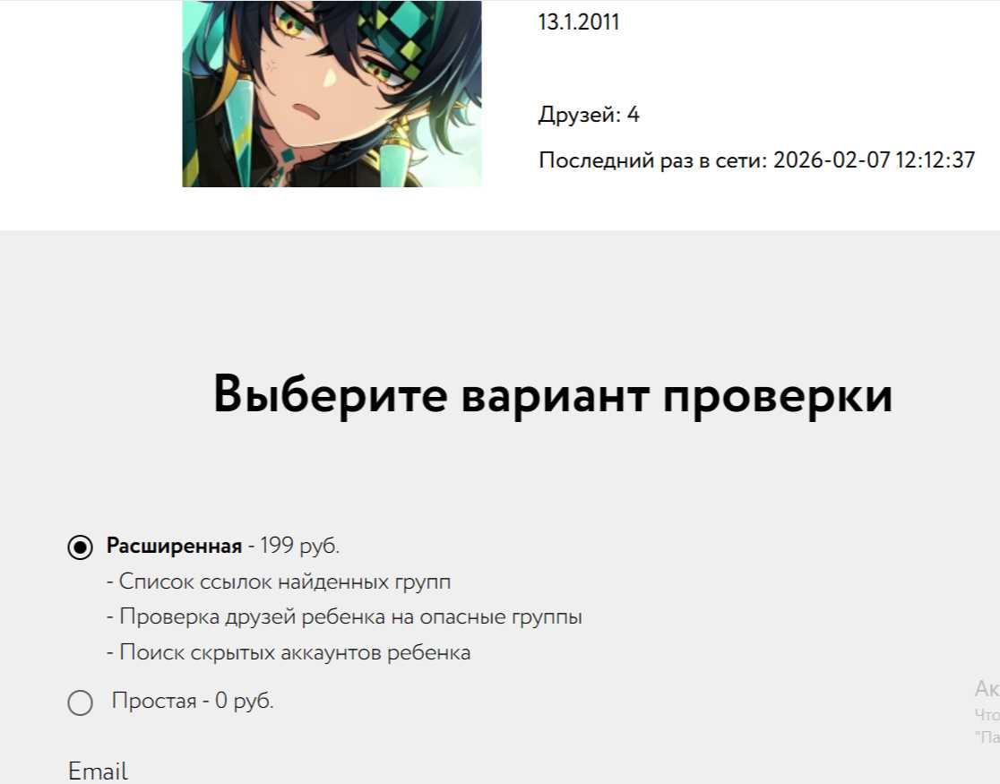 13.1.2011
Друзей: 4
Последний раз в сети: 2026-02-07 12:12:37
Выберите вариант проверки
Расширенная - 199 руб.
- Список ссылок найденных групп
- Проверка друзей ребенка на опасные группы
- Поиск скрытых аккаунтов ребенка
Простая - 0 руб.
Ак
Что
"Па
Email